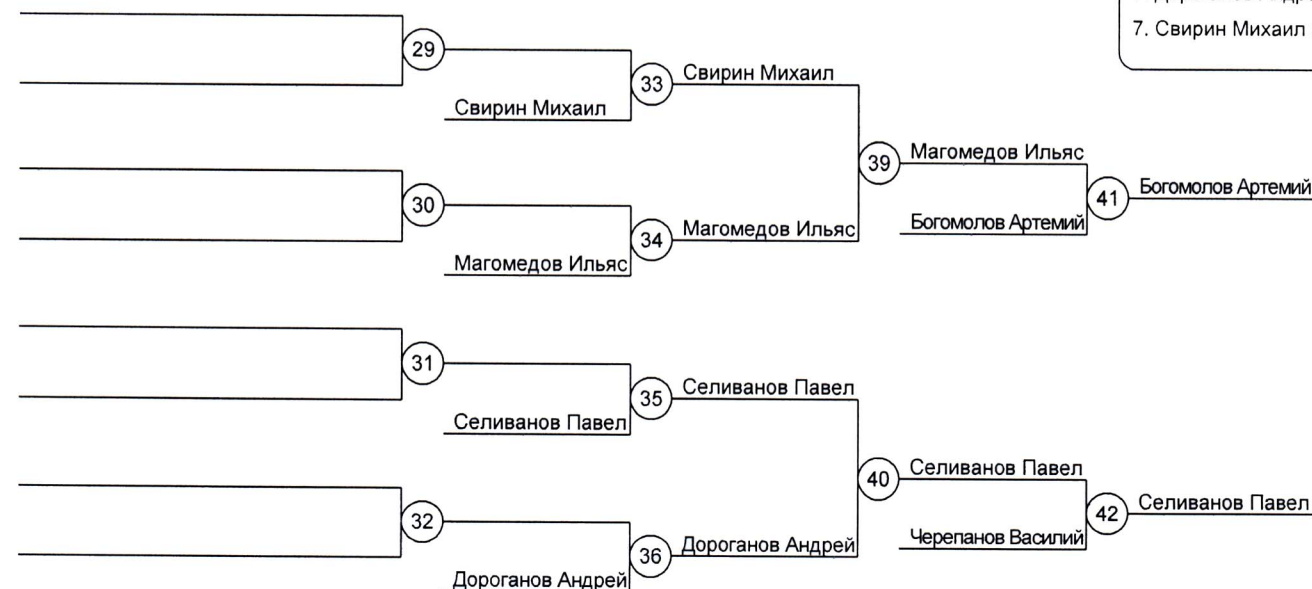 7. Свирин Михаил
29
Свирин Михаил
33
Свирин Михаил
30
Магомедов Ильяс
34
Магомедов Ильяс
39
Магомедов Ильяс
Богомолов Артемий
41
Богомолов Артемий
31
Селиванов Павел
35
Селиванов Павел
32
Дороганов Андрей
36
Дороганов Андрей
40
Селиванов Павел
Черепанов Василий
42
Селиванов Павел